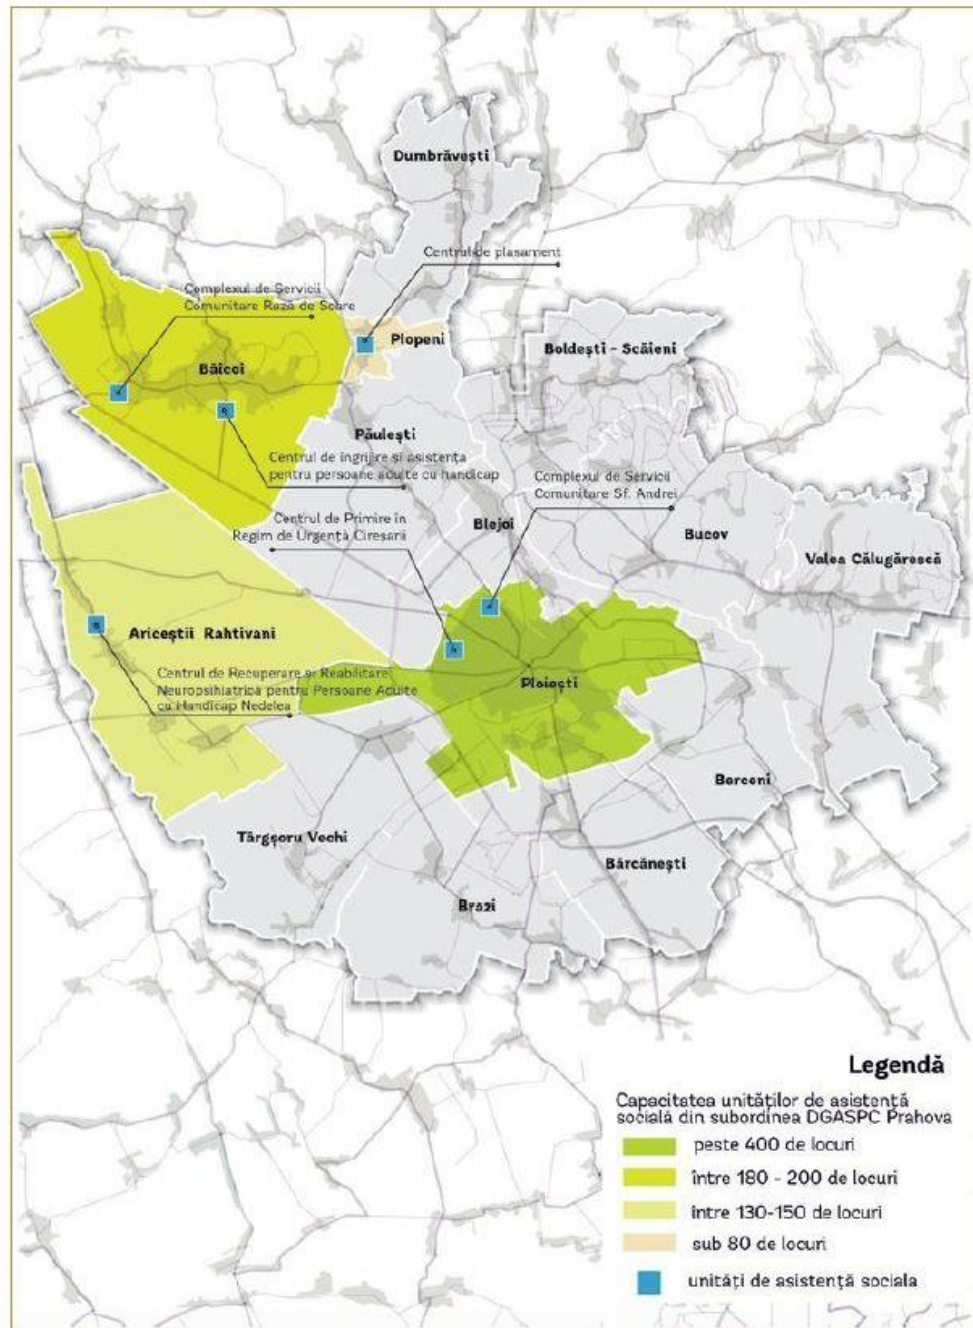 Dumbrăvești
Centrul de plasament
Complexul de Servicii
Comunitare Rază de Soare
Plopeni
Boldești - Scăieni
Băicoi
Păulești
Centrul de îngrijire si asistența
pentru persoane adulte cu handicap
Complexul de Servicii
Comunitare Sf. Andrei
Centrul de Primire în
Regim de Urgență Cireșarii
Blejoi
Bucov
Valea Călugărească
Ariceștii Rahtivani
Centrul de Recuperare și Reabilitare
Neuropsihiatrică pentru Persoane Adulte
cu Handicap Nedelea
Ploiești
Berceni
Târgșoru Vechi
Bărcănești
Brazi
Legendă
Capacitatea unităților de asistență
socială din subordinea DGASPC Prahova
peste 400 de locuri
între 180 - 200 de locuri
între 130-150 de locuri
sub 80 de locuri
unități de asistență sociala